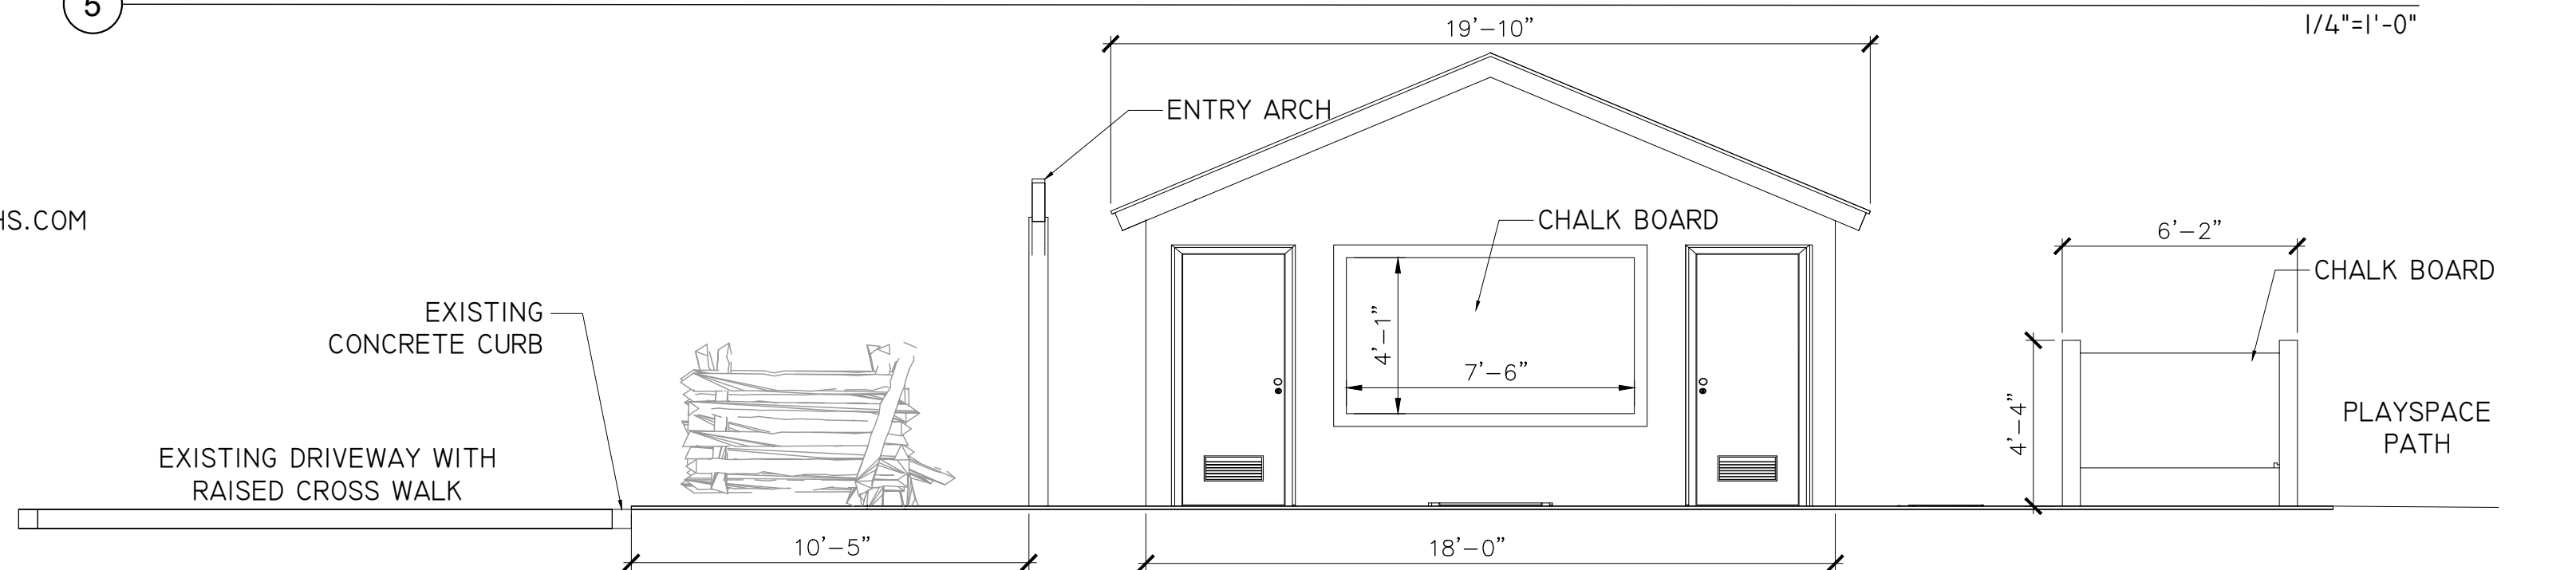 5
1/4"=1'-0"
19'-10"
ENTRY ARCH
HS.COM
CHALK BOARD
6'-2"
CHALK BOARD
EXISTING
CONCRETE CURB
4'-1"
7'-6"
4'-4"
PLAYSPACE
PATH
EXISTING DRIVEWAY WITH
RAISED CROSS WALK
10'-5"
18'-0"